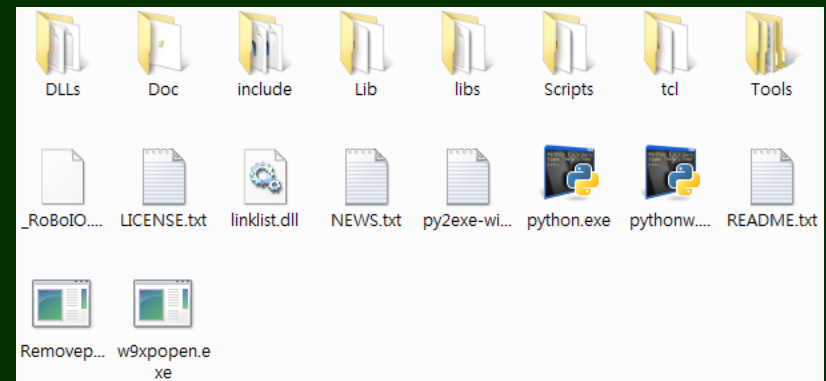 DLLs
Doc
include
Lib
libs
Scripts
tcl
Tools
_RoBoIO....
LICENSE.txt
linklist.dll
NEWS.txt
py2exe-wi...
python.exe
pythonw....
README.txt
Removep...
w9xpopen.e
xe